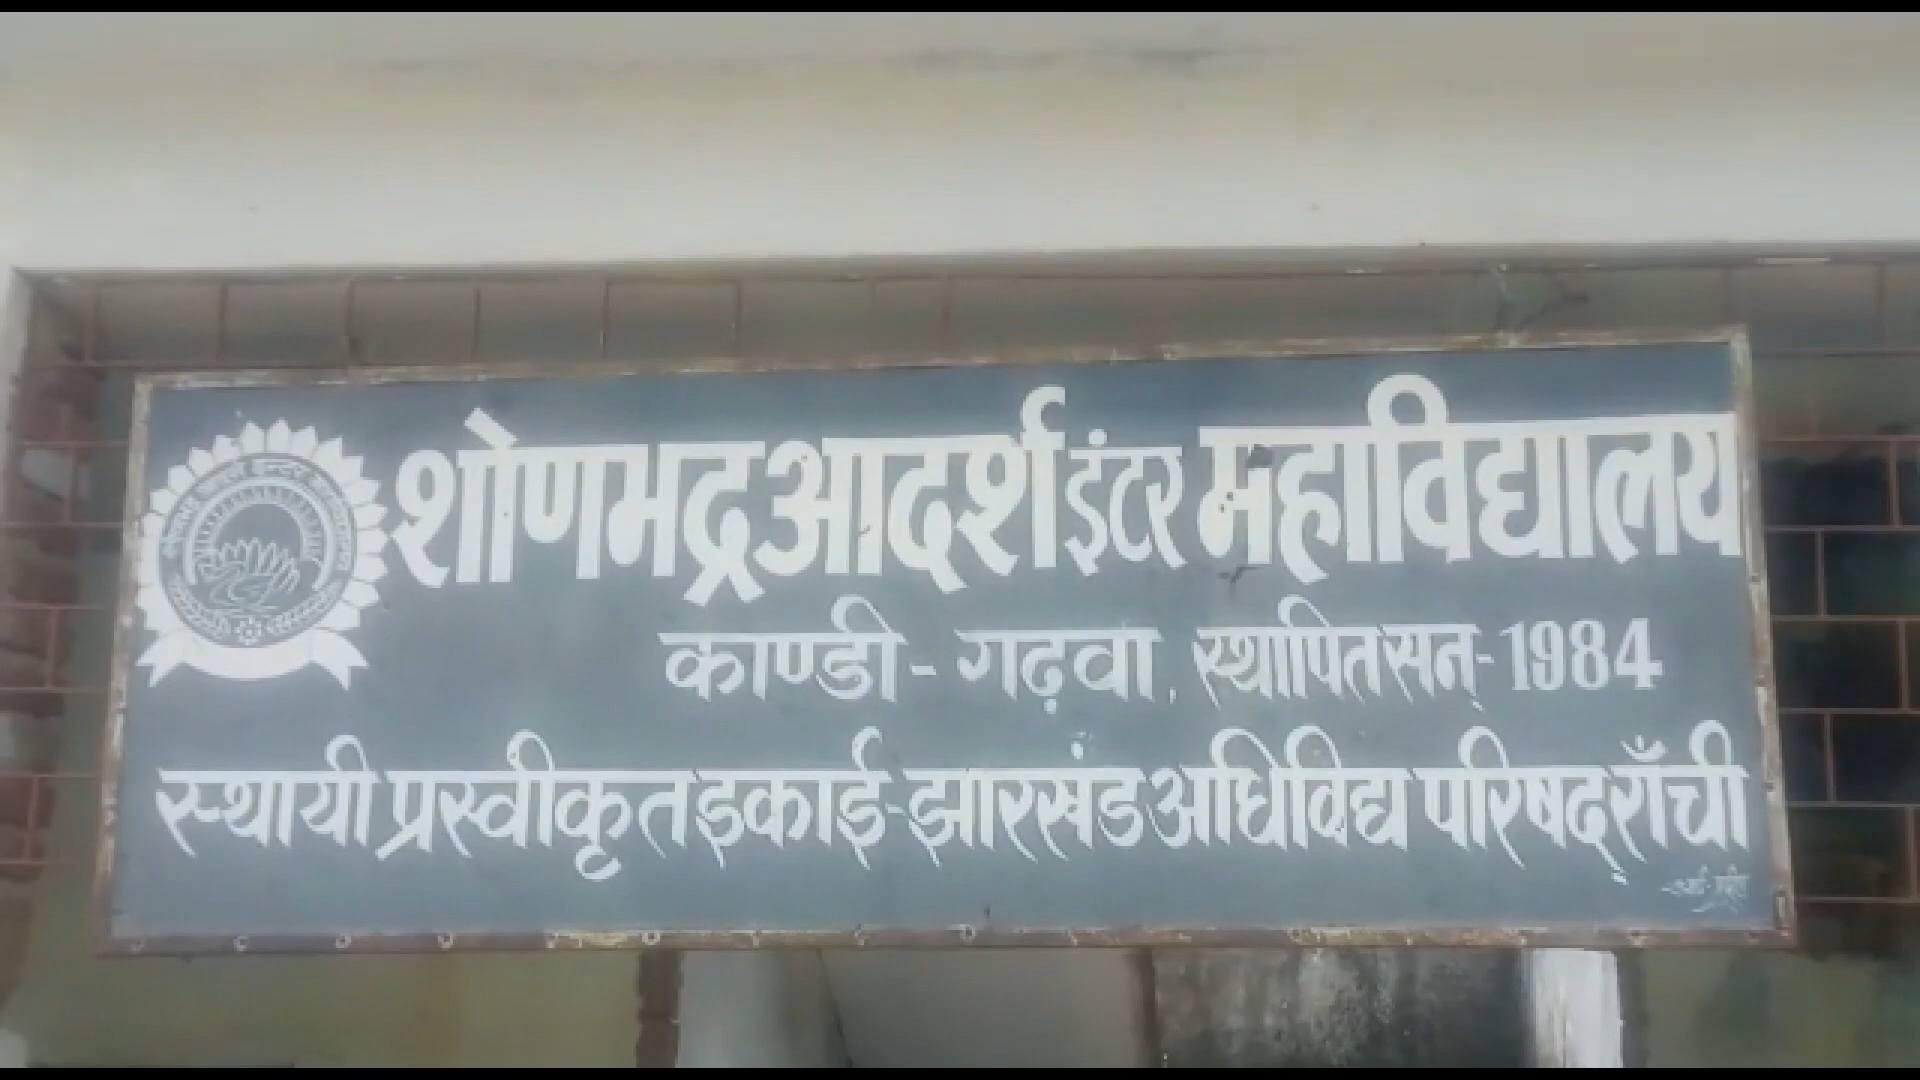 शोणभद्र आदर्श इंटर महाविद्यालय
काण्डी - गढ़वा, स्थापित सन् - 1984
स्थायी प्रस्वीकृत इकाई - झारखंड अधिविद्य परिषद् राँची